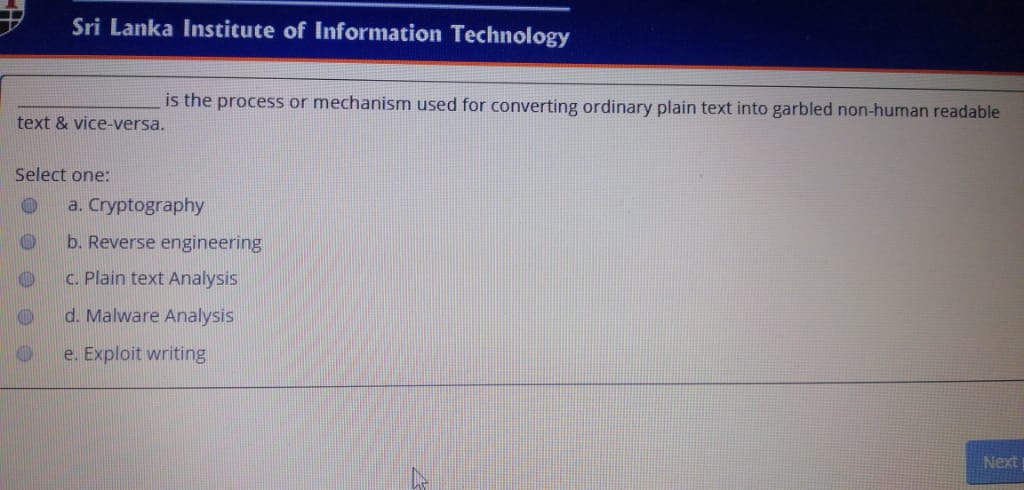 Sri Lanka Institute of Information Technology
____________ is the process or mechanism used for converting ordinary plain text into garbled non-human readable
text & vice-versa.
Select one:
a. Cryptography
b. Reverse engineering
c. Plain text Analysis
d. Malware Analysis
e. Exploit writing
Next